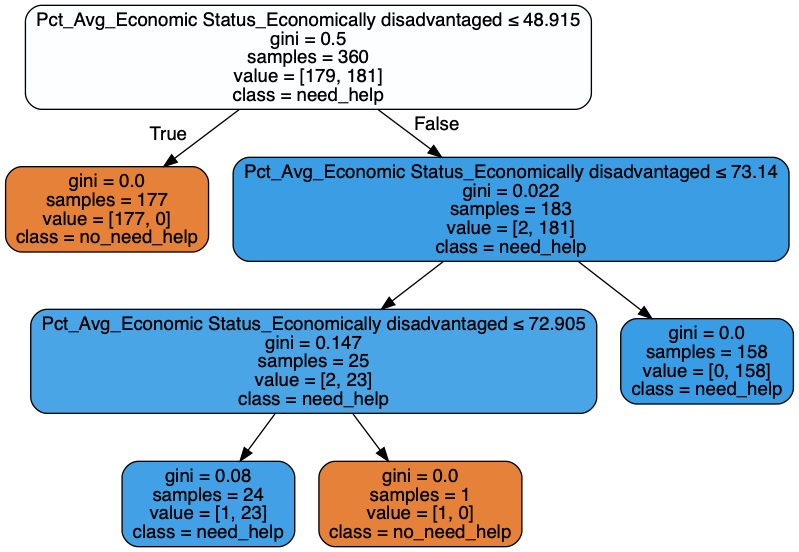 Pct_Avg_Economic Status_Economically disadvantaged ≤ 48.915
gini = 0.5
samples = 360
value = [179, 181]
class = need_help
True
False
gini = 0.0
samples = 177
value = [177, 0]
class = no_need_help
Pct_Avg_Economic Status_Economically disadvantaged ≤ 73.14
gini = 0.022
samples = 183
value = [2, 181]
class = need_help
Pct_Avg_Economic Status_Economically disadvantaged ≤ 72.905
gini = 0.147
samples = 25
value = [2, 23]
class = need_help
gini = 0.0
samples = 158
value = [0, 158]
class = need_help
gini = 0.08
samples = 24
value = [1, 23]
class = need_help
gini = 0.0
samples = 1
value = [1, 0]
class = no_need_help